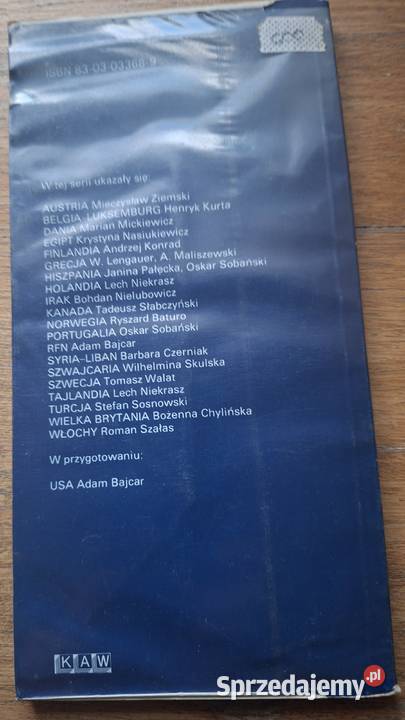 ISBN 83-03-03368-9
W tej serii ukazały się:
AUSTRIA Mieczysław Ziemski
BELGIA, LUKSEMBURG Henryk Kurta
DANIA Marian Mickiewicz
EGIPT Krystyna Nasiukiewicz
FINLANDIA Andrzej Konrad
GRECJA W. Lengauer, A. Maliszewski
HISZPANIA Janina Pałęcka, Oskar Sobański
HOLANDIA Lech Niekrasz
IRAK Bohdan Nielubowicz
KANADA Tadeusz Słabczyński
NORWEGIA Ryszard Baturo
PORTUGALIA Oskar Sobański
RFN Adam Bajcar
SYRIA-LIBAN Barbara Czerniak
SZWAJCARIA Wilhelmina Skulska
SZWECJA Tomasz Walat
TAJLANDIA Lech Niekrasz
TURCJA Stefan Sosnowski
WIELKA BRYTANIA Bożenna Chylińska
WŁOCHY Roman Szałas
W przygotowaniu:
USA Adam Bajcar
KAW
Sprzedajemy.pl